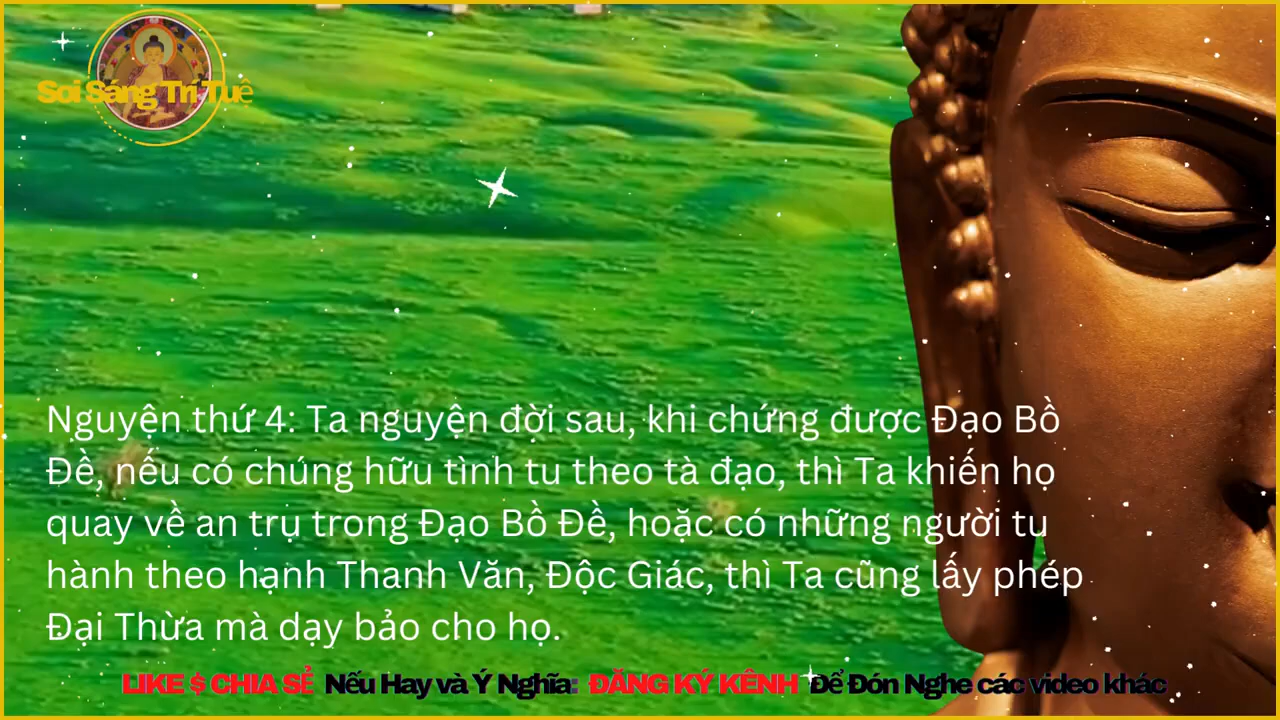 Soi Sáng Trí Tuệ
Nguyện thứ 4: Ta nguyện đời sau, khi chứng được Đạo Bồ
Đề, nếu có chúng hữu tình tu theo tà đạo, thì Ta khiến họ
quay về an trụ trong Đạo Bồ Đề, hoặc có những người tu
hành theo hạnh Thanh Văn, Độc Giác, thì Ta cũng lấy phép
Đại Thừa mà dạy bảo cho họ.
LIKE $ CHIA SẺ Nếu Hay và Ý Nghĩa: ĐĂNG KÝ KÊNH Để Đón Nghe các video khác